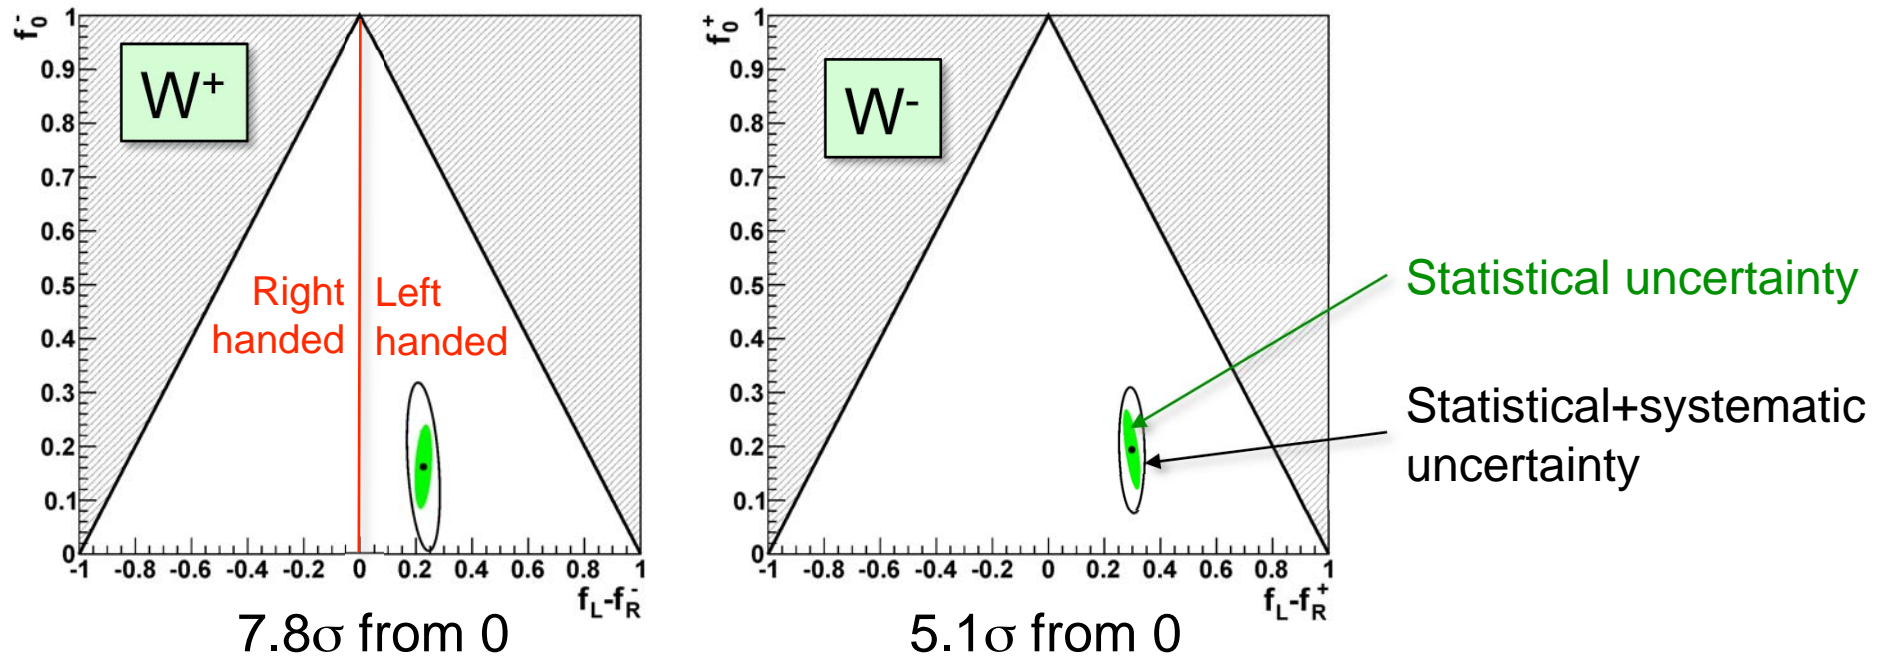 f₀⁻
1
0.9
0.8
0.7
0.6
0.5
0.4
0.3
0.2
0.1
0
W⁺
Right handed
Left handed
-1 -0.8 -0.6 -0.4 -0.2 0 0.2 0.4 0.6 0.8 1
f_L-f_R⁻
7.8σ from 0
f₀⁺
1
0.9
0.8
0.7
0.6
0.5
0.4
0.3
0.2
0.1
0
W⁻
-1 -0.8 -0.6 -0.4 -0.2 0 0.2 0.4 0.6 0.8 1
f_L-f_R⁺
5.1σ from 0
Statistical uncertainty
Statistical+systematic
uncertainty